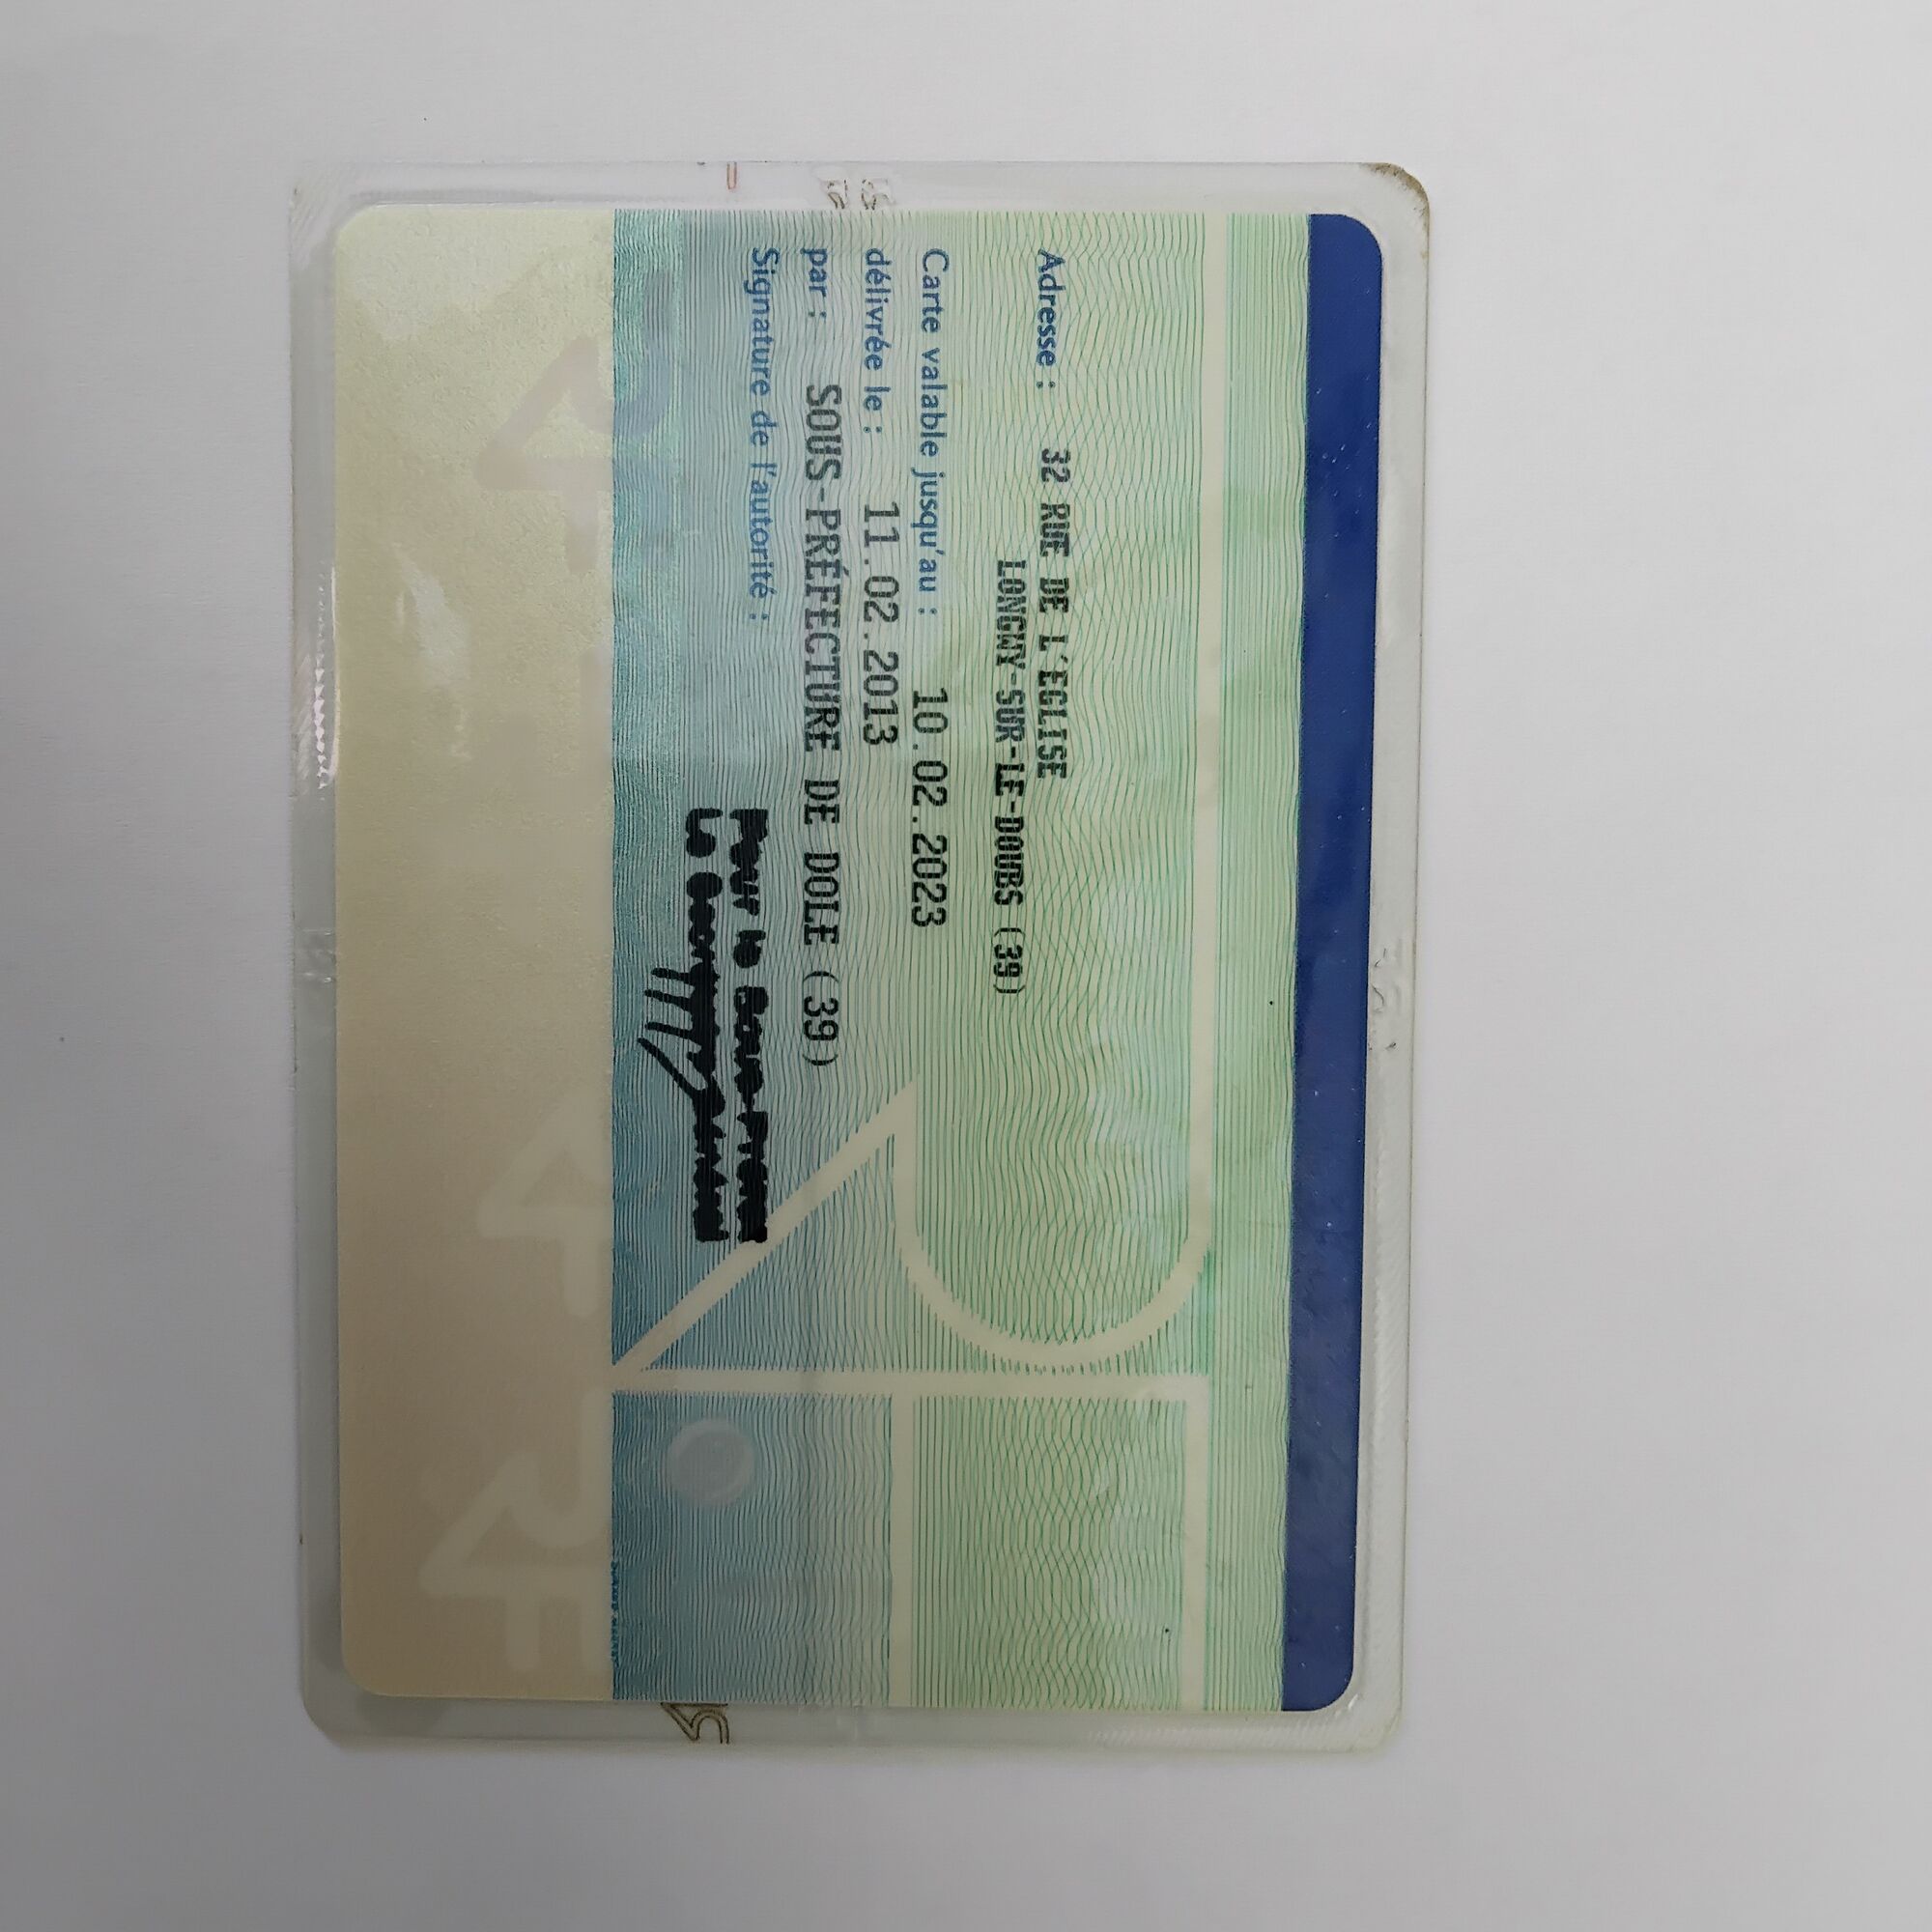 Adresse : 32 RUE DE L'EGLISE
LONGWY-SUR-LE-DOUBS (39)
Carte valable jusqu'au : 10.02.2023
délivrée le : 11.02.2013
par : SOUS-PRÉFECTURE DE DOLE (39)
Signature de l'autorité :
RF